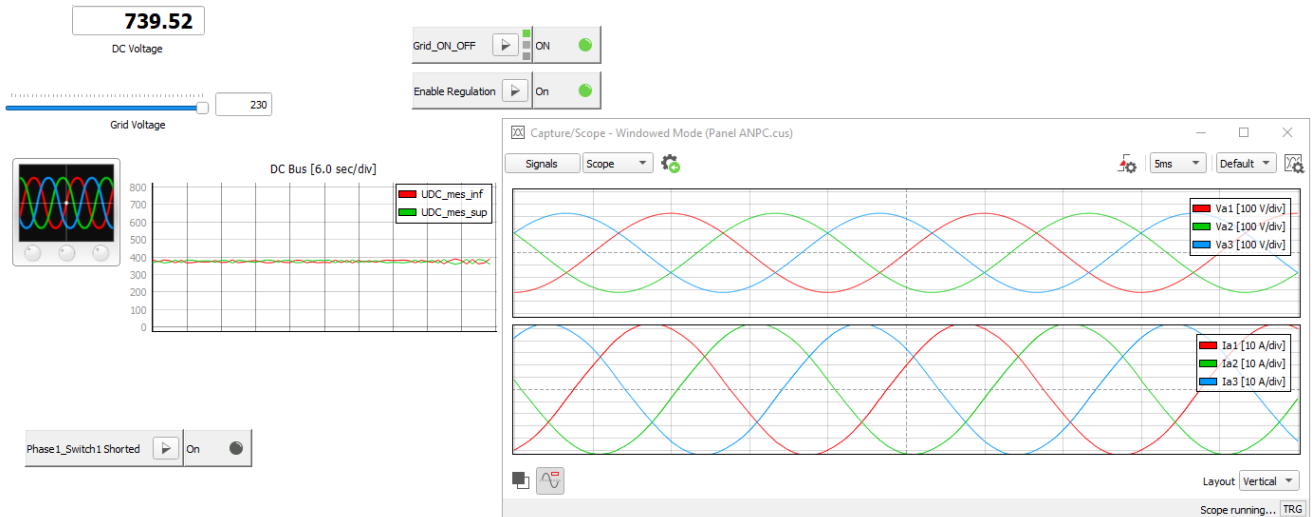 739.52
DC Voltage
Grid_ON_OFF
ON
Enable Regulation
On
230
Grid Voltage
Capture/Scope - Windowed Mode (Panel ANPC.cus)
Signals
Scope
5ms
Default
DC Bus [6.0 sec/div]
UDC_mes_inf
UDC_mes_sup
800
700
600
500
400
300
200
100
0
Va1 [100 V/div]
Va2 [100 V/div]
Va3 [100 V/div]
Ia1 [10 A/div]
Ia2 [10 A/div]
Ia3 [10 A/div]
Phase1_Switch1 Shorted
On
Layout
Vertical
Scope running...
TRG